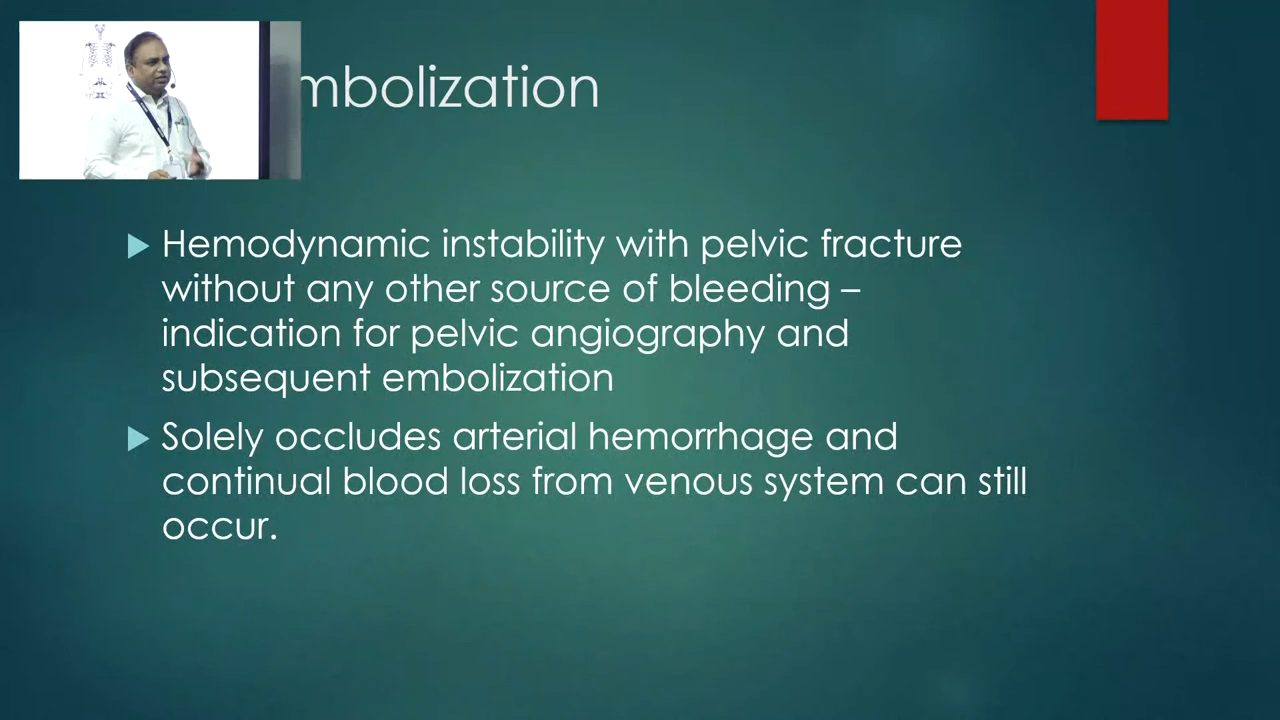 Hemodynamic instability with pelvic fracture
without any other source of bleeding –
indication for pelvic angiography and
subsequent embolization
Solely occludes arterial hemorrhage and
continual blood loss from venous system can still
occur.